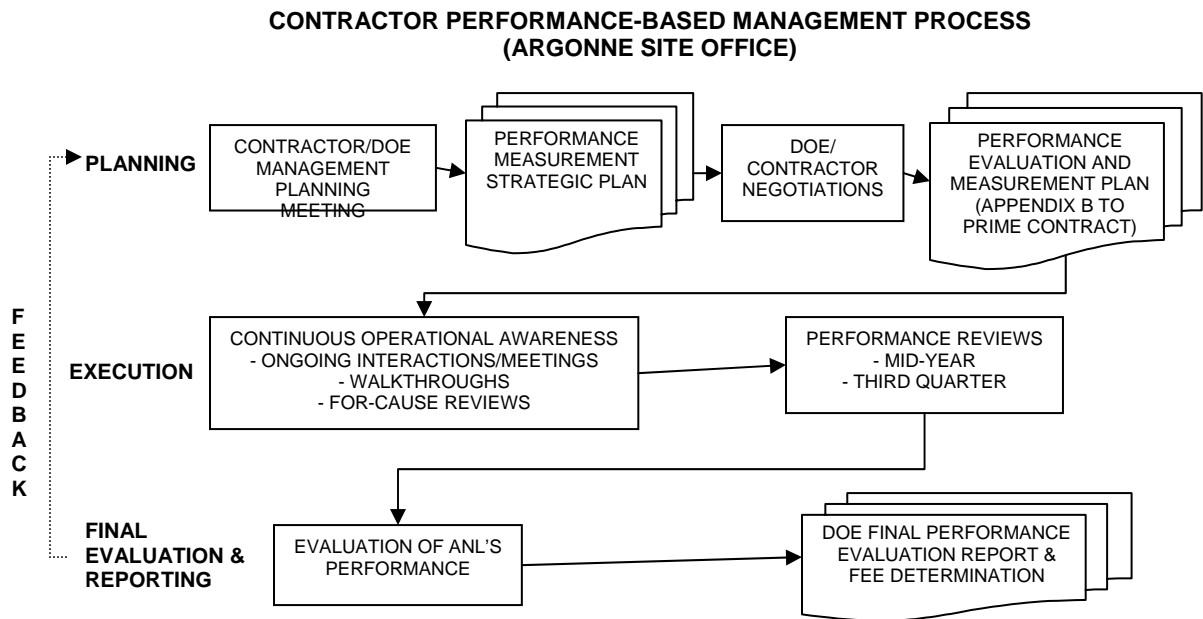 CONTRACTOR PERFORMANCE-BASED MANAGEMENT PROCESS
(ARGONNE SITE OFFICE)
PLANNING
CONTRACTOR/DOE
MANAGEMENT
PLANNING
MEETING
PERFORMANCE
MEASUREMENT
STRATEGIC PLAN
DOE/
CONTRACTOR
NEGOTIATIONS
PERFORMANCE
EVALUATION AND
MEASUREMENT PLAN
(APPENDIX B TO
PRIME CONTRACT)
FEEDBACK
EXECUTION
CONTINUOUS OPERATIONAL AWARENESS
- ONGOING INTERACTIONS/MEETINGS
- WALKTHROUGHS
- FOR-CAUSE REVIEWS
PERFORMANCE REVIEWS
- MID-YEAR
- THIRD QUARTER
FINAL
EVALUATION &
REPORTING
EVALUATION OF ANL'S
PERFORMANCE
DOE FINAL PERFORMANCE
EVALUATION REPORT &
FEE DETERMINATION